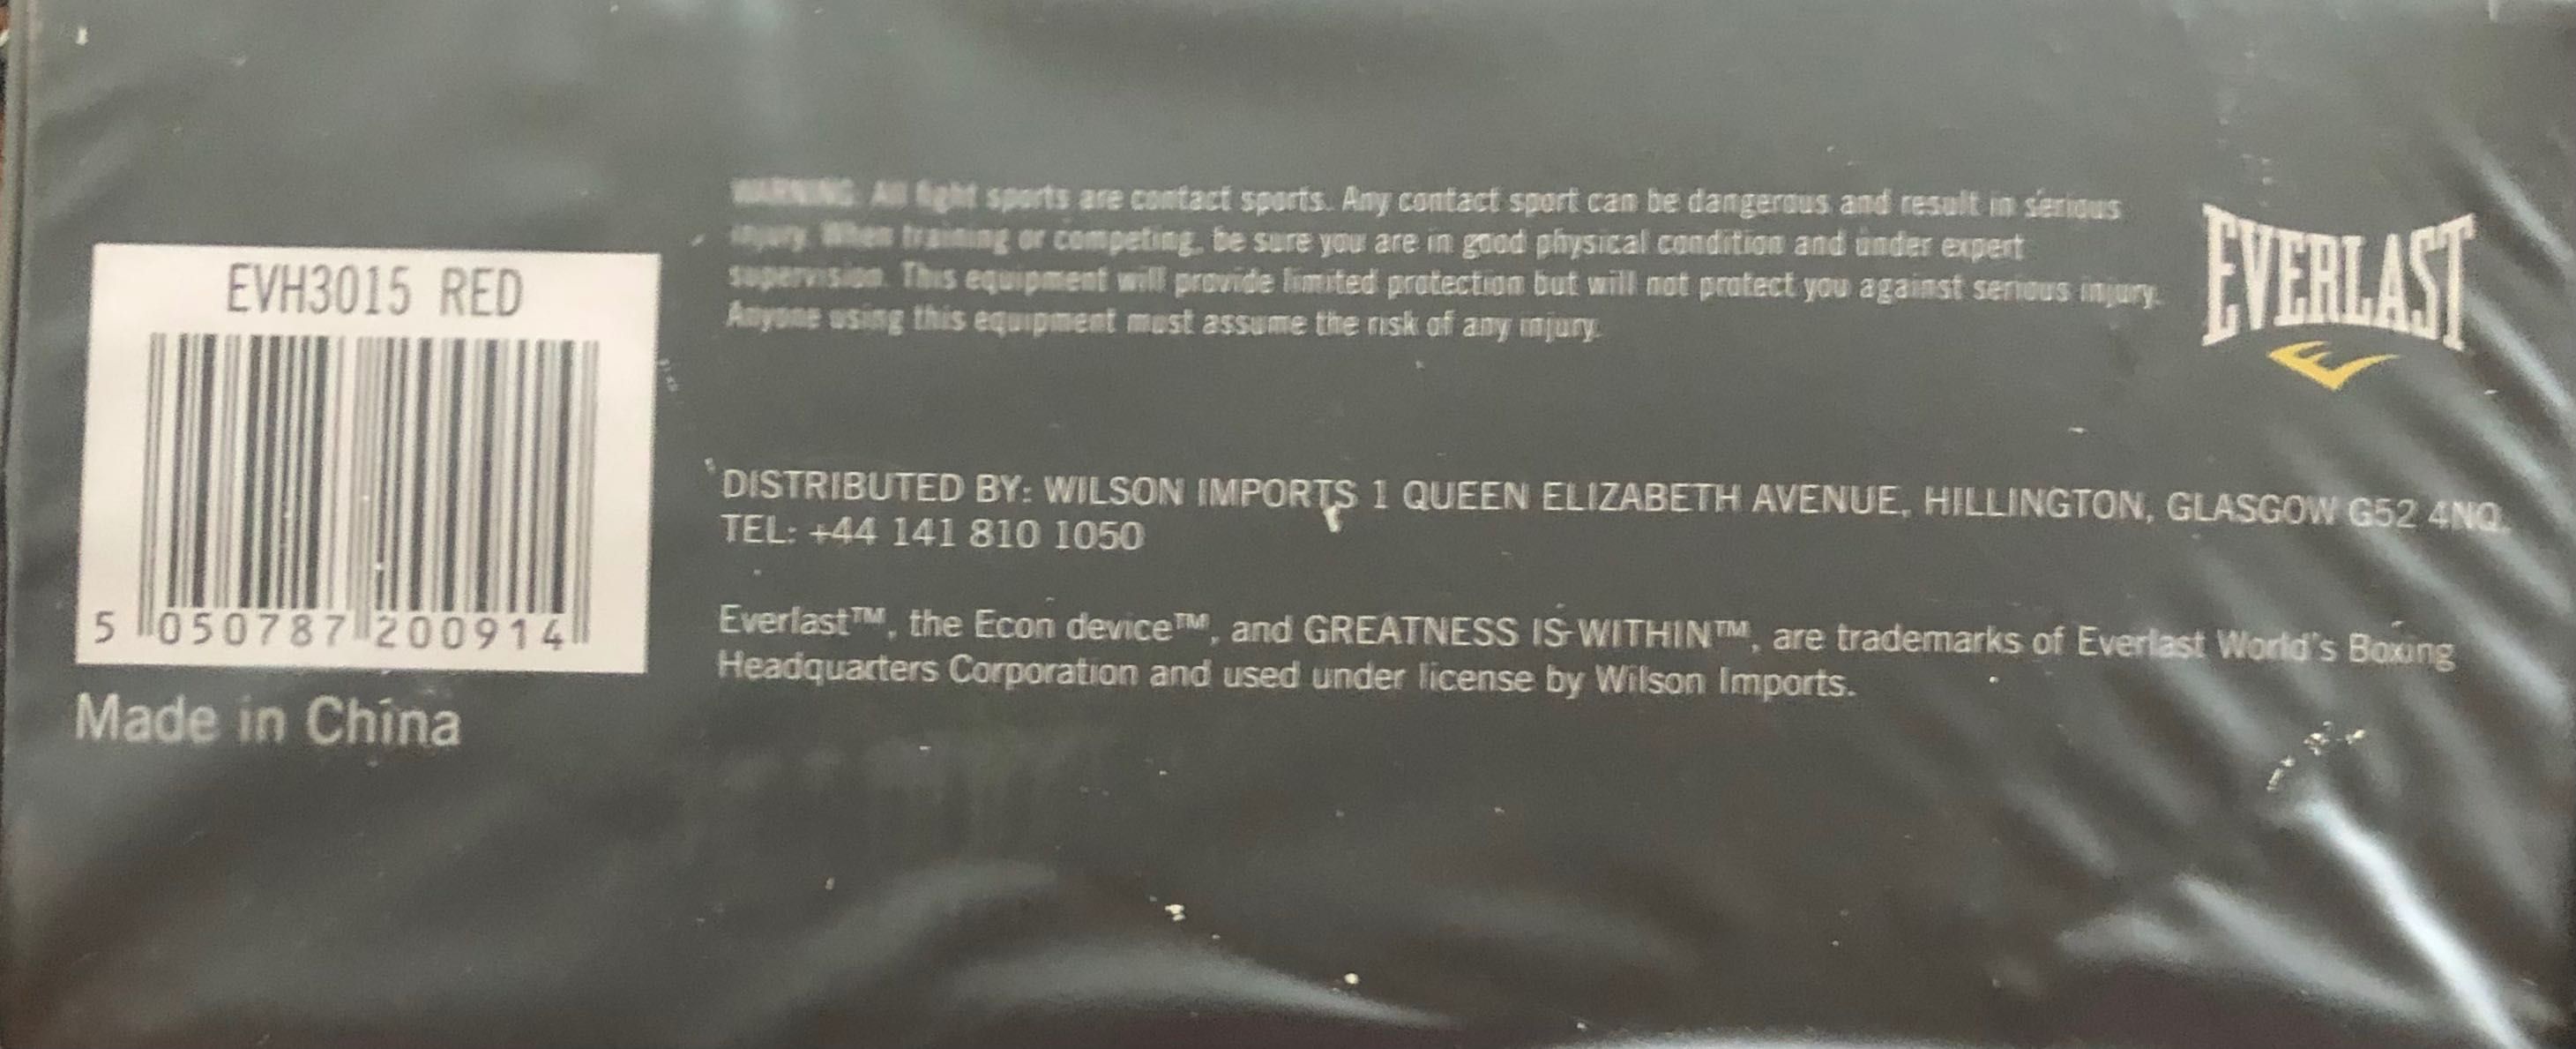 EVH3015 RED
5 050787 200914
Made in China
WARNING: All fight sports are contact sports. Any contact sport can be dangerous and result in serious
injury. When training or competing, be sure you are in good physical condition and under expert
supervision. This equipment will provide limited protection but will not protect you against serious injury.
Anyone using this equipment must assume the risk of any injury.
EVERLAST
DISTRIBUTED BY: WILSON IMPORTS 1 QUEEN ELIZABETH AVENUE, HILLINGTON, GLASGOW G52 4NQ.
TEL: +44 141 810 1050
Everlast™, the Econ device™, and GREATNESS IS WITHIN™, are trademarks of Everlast World's Boxing
Headquarters Corporation and used under license by Wilson Imports.